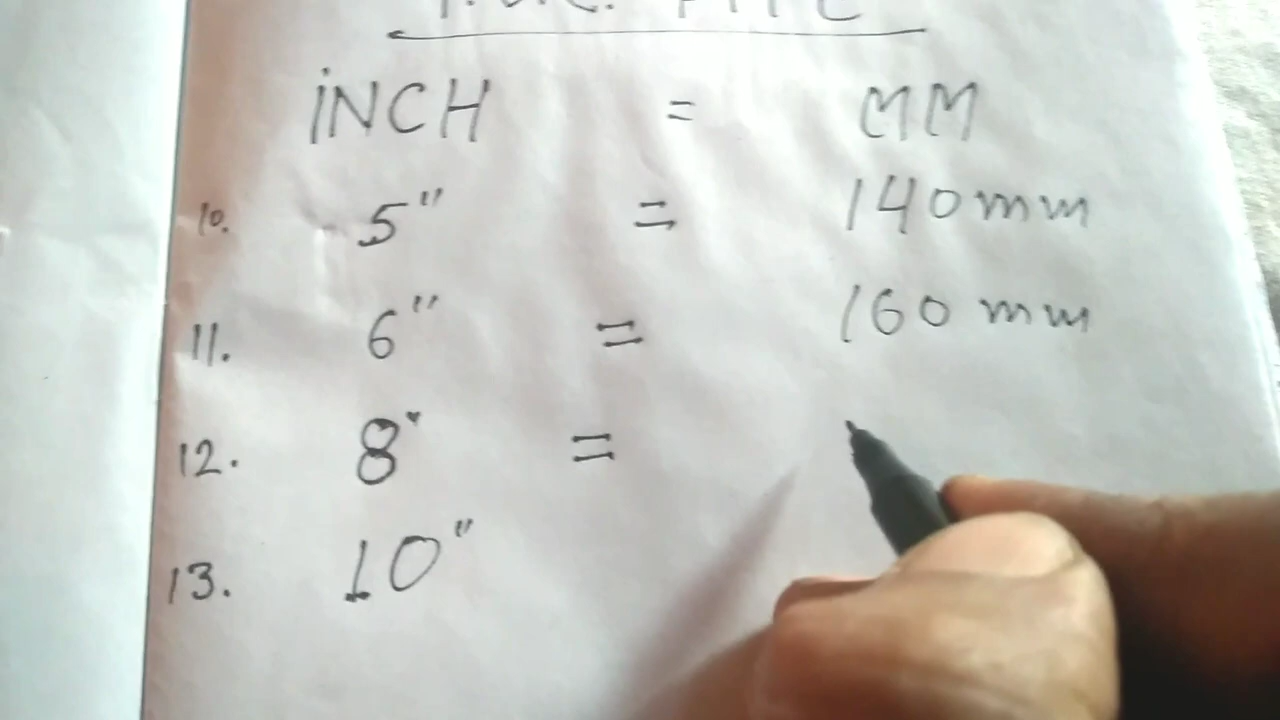 INCH = MM
10. 5" = 140mm
11. 6" = 160 mm
12. 8" =
13. 10"